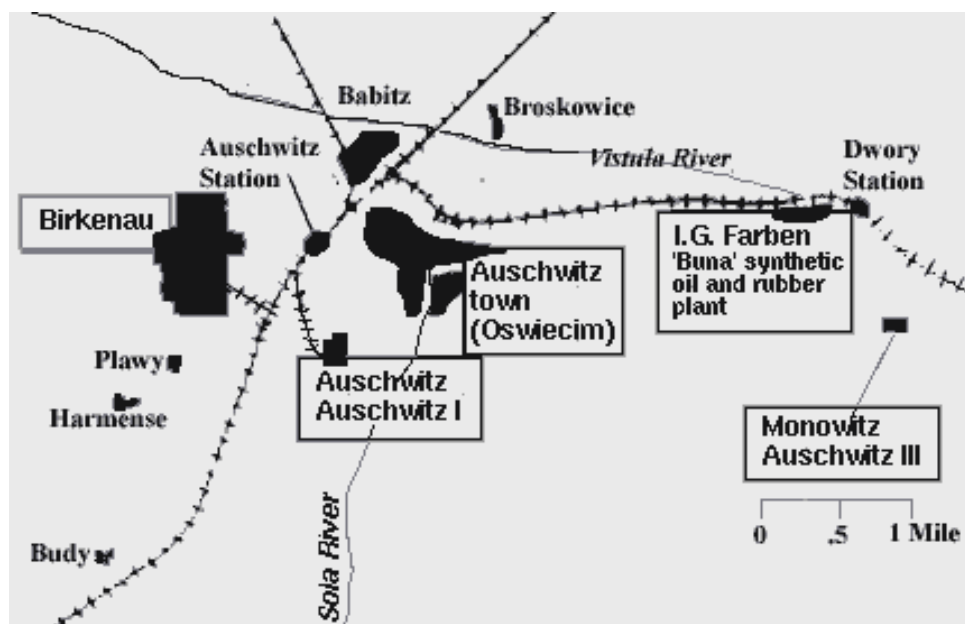 Babitz
Broskowice
Auschwitz
Station
Vistula River
Dwory
Station
Birkenau
I.G. Farben
'Buna' synthetic
oil and rubber
plant
Auschwitz
town
(Oswiecim)
Plawy
Harmense
Auschwitz
Auschwitz I
Monowitz
Auschwitz III
0 .5 1 Mile
Budy
Sola River